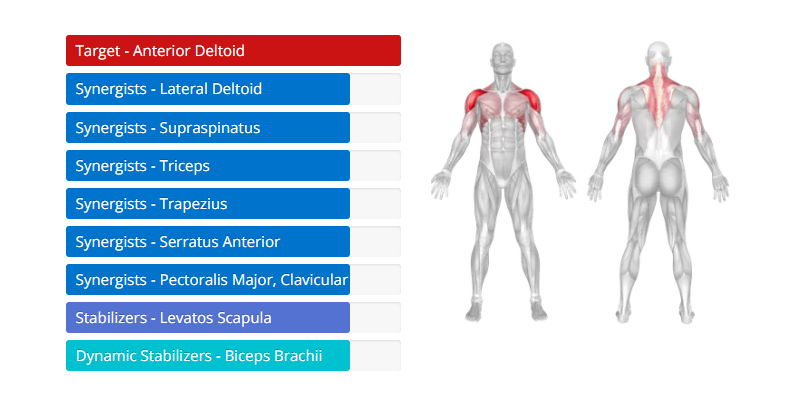 Target - Anterior Deltoid
Synergists - Lateral Deltoid
Synergists - Supraspinatus
Synergists - Triceps
Synergists - Trapezius
Synergists - Serratus Anterior
Synergists - Pectoralis Major, Clavicular
Stabilizers - Levatos Scapula
Dynamic Stabilizers - Biceps Brachii